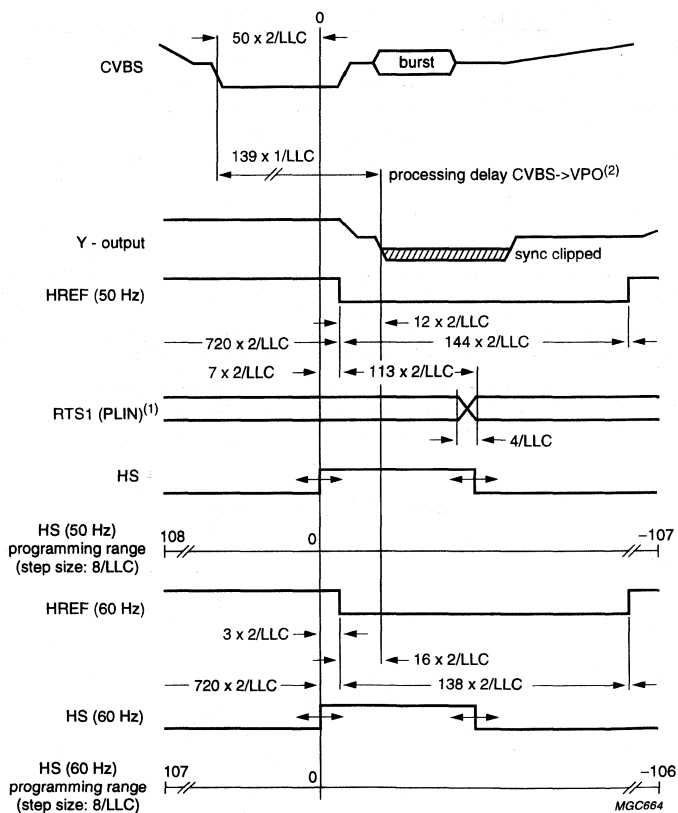 0
50 x 2/LLC
CVBS
burst
139 x 1/LLC
processing delay CVBS->VPO(2)
Y - output
sync clipped
HREF (50 Hz)
12 x 2/LLC
720 x 2/LLC
144 x 2/LLC
7 x 2/LLC
113 x 2/LLC
RTS1 (PLIN)(1)
4/LLC
HS
HS (50 Hz)
programming range
(step size: 8/LLC)
108
0
−107
HREF (60 Hz)
3 x 2/LLC
16 x 2/LLC
720 x 2/LLC
138 x 2/LLC
HS (60 Hz)
HS (60 Hz)
programming range
(step size: 8/LLC)
107
0
−106
MGC664